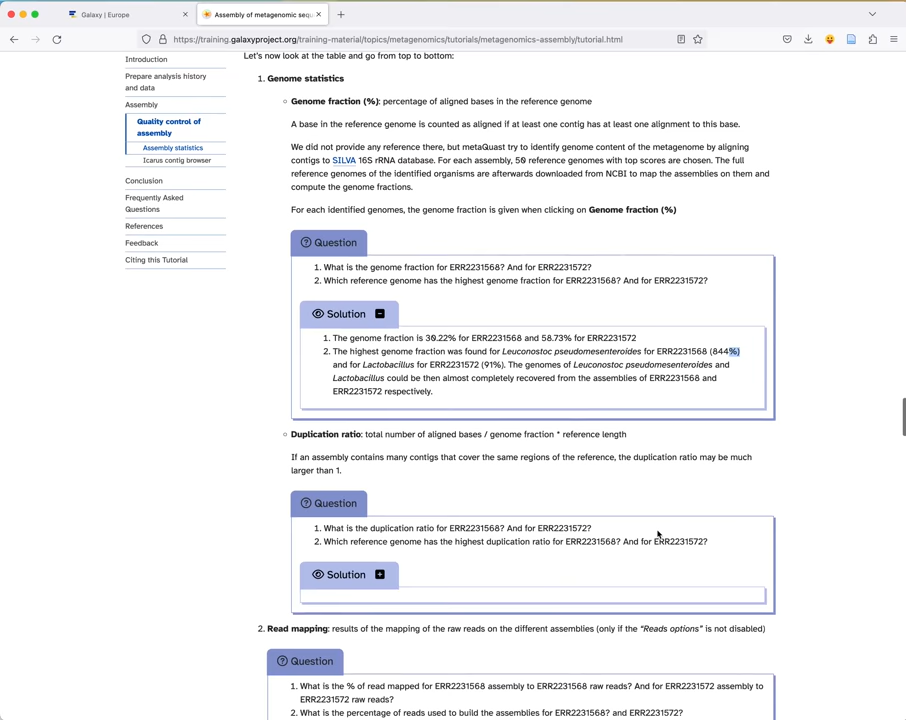 Galaxy | Europe
Assembly of metagenomic seq
https://training.galaxyproject.org/training-material/topics/metagenomics/tutorials/metagenomics-assembly/tutorial.html
Introduction
Prepare analysis history
and data
Assembly
Quality control of
assembly
Assembly statistics
Icarus contig browser
Conclusion
Frequently Asked
Questions
References
Feedback
Citing this Tutorial
Let's now look at the table and go from top to bottom:
1. Genome statistics
Genome fraction (%): percentage of aligned bases in the reference genome
A base in the reference genome is counted as aligned if at least one contig has at least one alignment to this base.
We did not provide any reference there, but metaQuast try to identify genome content of the metagenome by aligning
contigs to SILVA 16S rRNA database. For each assembly, 50 reference genomes with top scores are chosen. The full
reference genomes of the identified organisms are afterwards downloaded from NCBI to map the assemblies on them and
compute the genome fractions.
For each identified genomes, the genome fraction is given when clicking on Genome fraction (%)
Question
1. What is the genome fraction for ERR2231568? And for ERR2231572?
2. Which reference genome has the highest genome fraction for ERR2231568? And for ERR2231572?
Solution
1. The genome fraction is 30.22% for ERR2231568 and 58.73% for ERR2231572
2. The highest genome fraction was found for Leuconostoc pseudomesenteroides for ERR2231568 (844%)
and for Lactobacillus for ERR2231572 (91%). The genomes of Leuconostoc pseudomesenteroides and
Lactobacillus could be then almost completely recovered from the assemblies of ERR2231568 and
ERR2231572 respectively.
Duplication ratio: total number of aligned bases / genome fraction * reference length
If an assembly contains many contigs that cover the same regions of the reference, the duplication ratio may be much
larger than 1.
Question
1. What is the duplication ratio for ERR2231568? And for ERR2231572?
2. Which reference genome has the highest duplication ratio for ERR2231568? And for ERR2231572?
Solution
2. Read mapping: results of the mapping of the raw reads on the different assemblies (only if the "Reads options" is not disabled)
Question
1. What is the % of read mapped for ERR2231568 assembly to ERR2231568 raw reads? And for ERR2231572 assembly to
ERR2231572 raw reads?
2. What is the percentage of reads used to build the assemblies for ERR2231568? and ERR2231572?